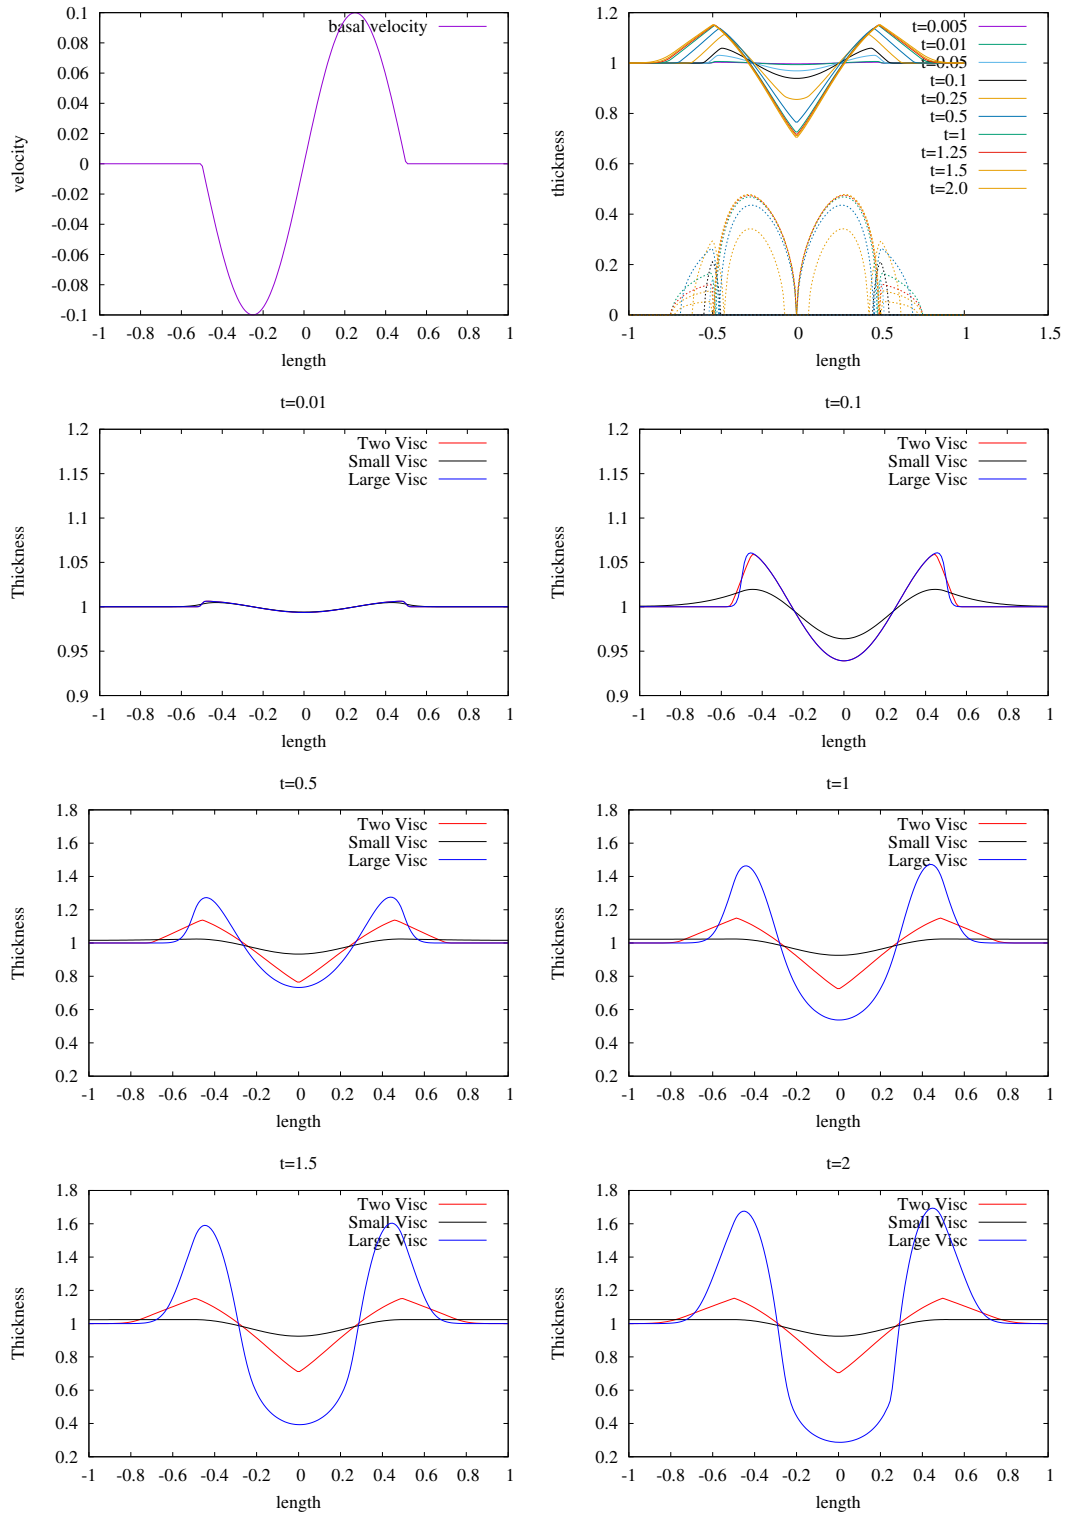 basal velocity
velocity
0.1
0.08
0.06
0.04
0.02
0
-0.02
-0.04
-0.06
-0.08
-0.1
-1 -0.8 -0.6 -0.4 -0.2 0 0.2 0.4 0.6 0.8 1
length
t=0.005
t=0.01
t=0.05
t=0.1
t=0.25
t=0.5
t=1
t=1.25
t=1.5
t=2.0
thickness
1.2
1
0.8
0.6
0.4
0.2
0
-1 -0.5 0 0.5 1 1.5
length
t=0.01
Two Visc
Small Visc
Large Visc
Thickness
1.2
1.15
1.1
1.05
1
0.95
0.9
-1 -0.8 -0.6 -0.4 -0.2 0 0.2 0.4 0.6 0.8 1
length
t=0.1
Two Visc
Small Visc
Large Visc
Thickness
1.2
1.15
1.1
1.05
1
0.95
0.9
-1 -0.8 -0.6 -0.4 -0.2 0 0.2 0.4 0.6 0.8 1
length
t=0.5
Two Visc
Small Visc
Large Visc
Thickness
1.8
1.6
1.4
1.2
1
0.8
0.6
0.4
0.2
-1 -0.8 -0.6 -0.4 -0.2 0 0.2 0.4 0.6 0.8 1
length
t=1
Two Visc
Small Visc
Large Visc
Thickness
1.8
1.6
1.4
1.2
1
0.8
0.6
0.4
0.2
-1 -0.8 -0.6 -0.4 -0.2 0 0.2 0.4 0.6 0.8 1
length
t=1.5
Two Visc
Small Visc
Large Visc
Thickness
1.8
1.6
1.4
1.2
1
0.8
0.6
0.4
0.2
-1 -0.8 -0.6 -0.4 -0.2 0 0.2 0.4 0.6 0.8 1
length
t=2
Two Visc
Small Visc
Large Visc
Thickness
1.8
1.6
1.4
1.2
1
0.8
0.6
0.4
0.2
-1 -0.8 -0.6 -0.4 -0.2 0 0.2 0.4 0.6 0.8 1
length